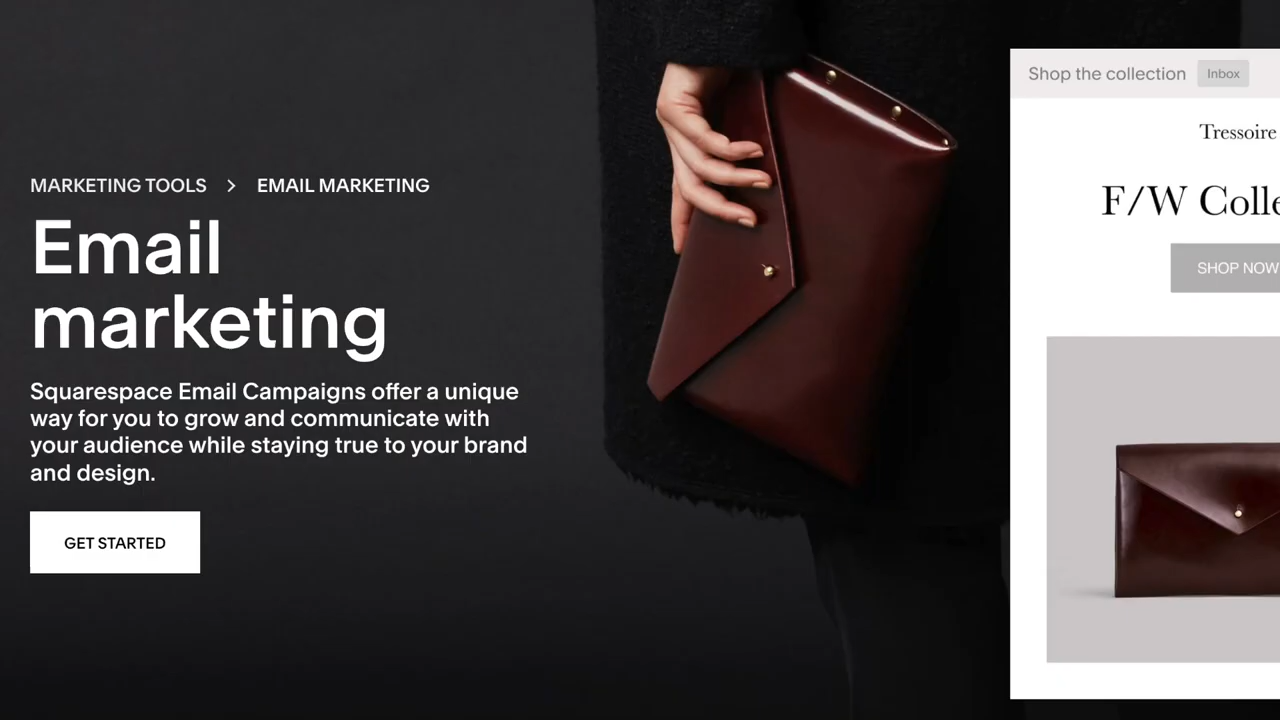 MARKETING TOOLS > EMAIL MARKETING
Email
marketing
Squarespace Email Campaigns offer a unique
way for you to grow and communicate with
your audience while staying true to your brand
and design.
GET STARTED
Shop the collection Inbox
Tressoire
F/W Colle
SHOP NOW